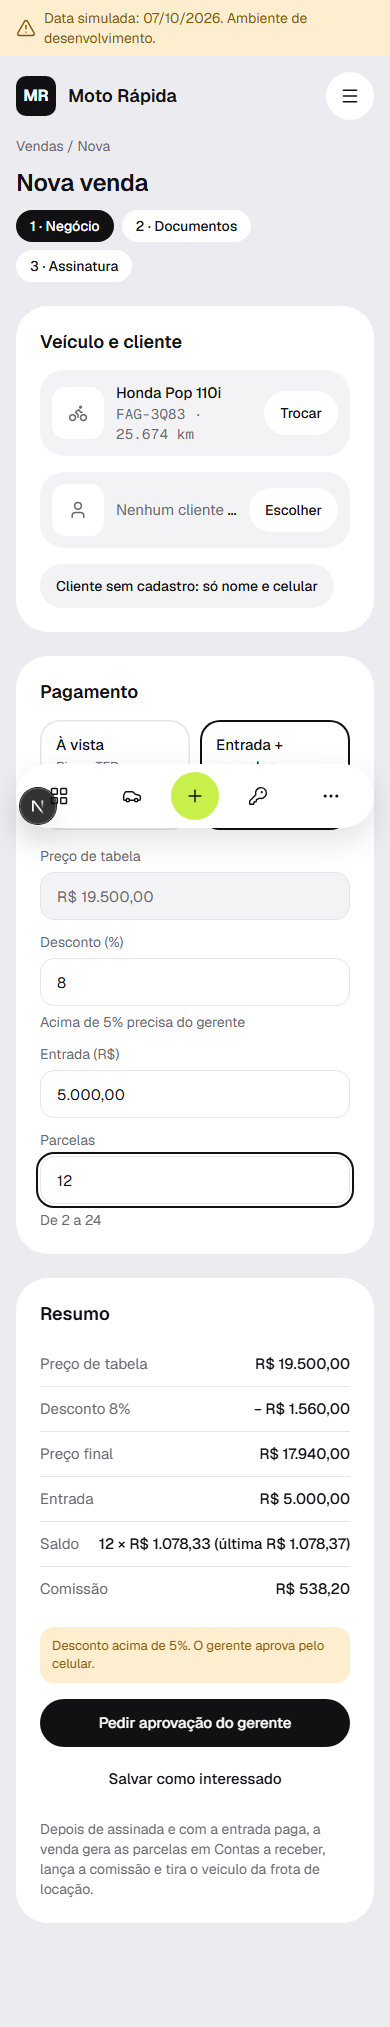 Data simulada: 07/10/2026. Ambiente de
desenvolvimento.
MR
Moto Rápida
Vendas / Nova
Nova venda
1 · Negócio
2 · Documentos
3 · Assinatura
Veículo e cliente
Honda Pop 110i
FAG-3Q83 ·
25.674 km
Trocar
Nenhum cliente ...
Escolher
Cliente sem cadastro: só nome e celular
Pagamento
À vista
Entrada +
N
Preço de tabela
R$ 19.500,00
Desconto (%)
8
Acima de 5% precisa do gerente
Entrada (R$)
5.000,00
Parcelas
12
De 2 a 24
Resumo
Preço de tabela R$ 19.500,00
Desconto 8% – R$ 1.560,00
Preço final R$ 17.940,00
Entrada R$ 5.000,00
Saldo 12 × R$ 1.078,33 (última R$ 1.078,37)
Comissão R$ 538,20
Desconto acima de 5%. O gerente aprova pelo
celular.
Pedir aprovação do gerente
Salvar como interessado
Depois de assinada e com a entrada paga, a
venda gera as parcelas em Contas a receber,
lança a comissão e tira o veículo da frota de
locação.